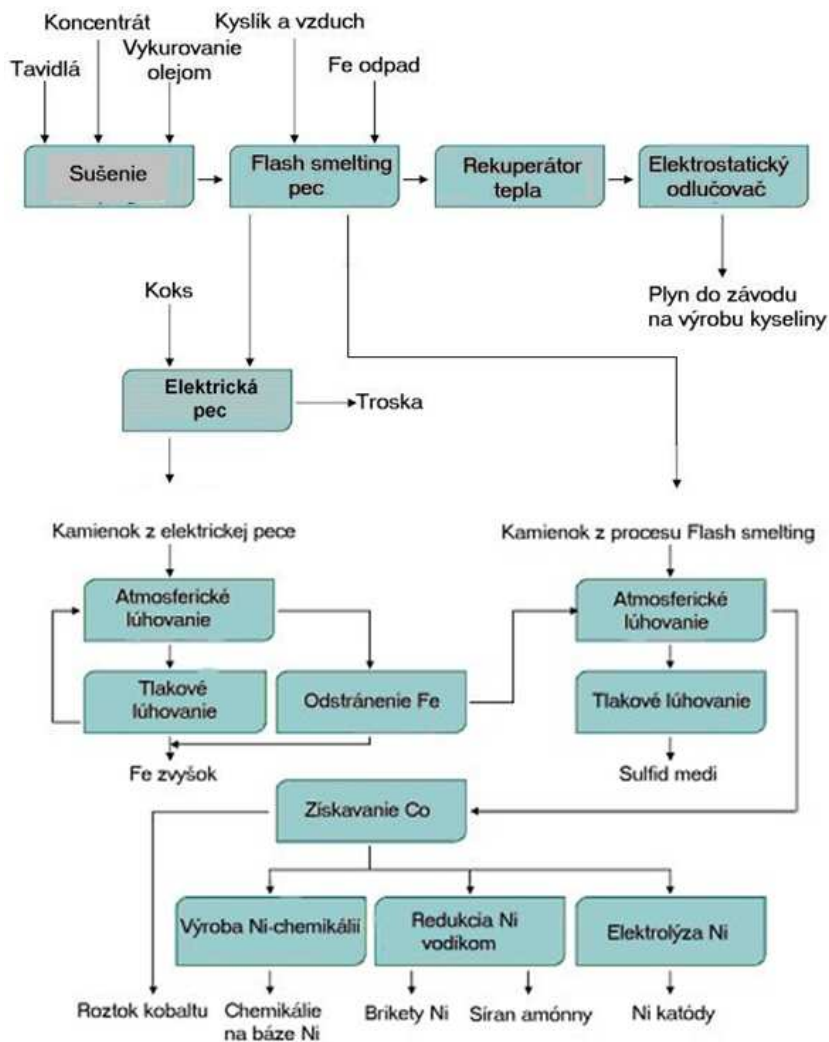 Koncentrát
Kyslík a vzduch
Vykurovanie
olejom
Tavidlá
Fe odpad
Sušenie
Flash smelting
pec
Rekuperátor
tepla
Elektrostatický
odlučovač
Koks
Plyn do závodu
na výrobu kyseliny
Elektrická
pec
Troska
Kamienok z elektrickej pece
Kamienok z procesu Flash smelting
Atmosferické
lúhovanie
Atmosferické
lúhovanie
Tlakové
lúhovanie
Odstránenie Fe
Tlakové lúhovanie
Fe zvyšok
Sulfid medi
Získavanie Co
Výroba Ni-chemikálií
Redukcia Ni
vodíkom
Elektrolýza Ni
Roztok kobaltu
Chemikálie
na báze Ni
Brikety Ni
Síran amónny
Ni katódy